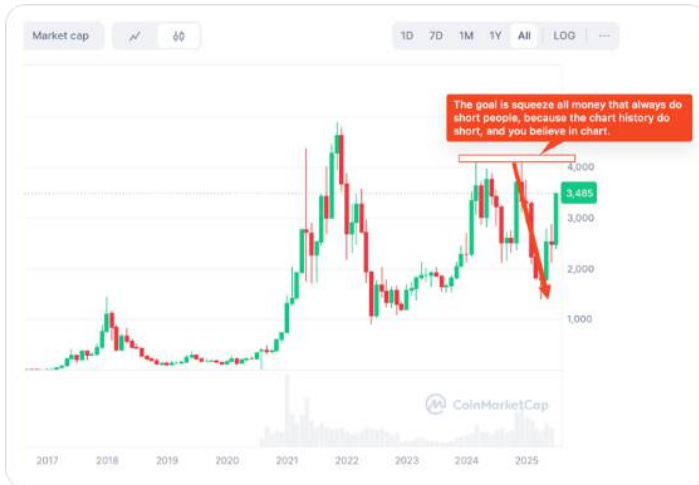 Market cap
1D 7D 1M 1Y All LOG ...
The goal is squeeze all money that always do
short people, because the chart history do
short, and you believe in chart.
4,000
3,485
3,000
2,000
1,000
CoinMarketCap
2017 2018 2019 2020 2021 2022 2023 2024 2025